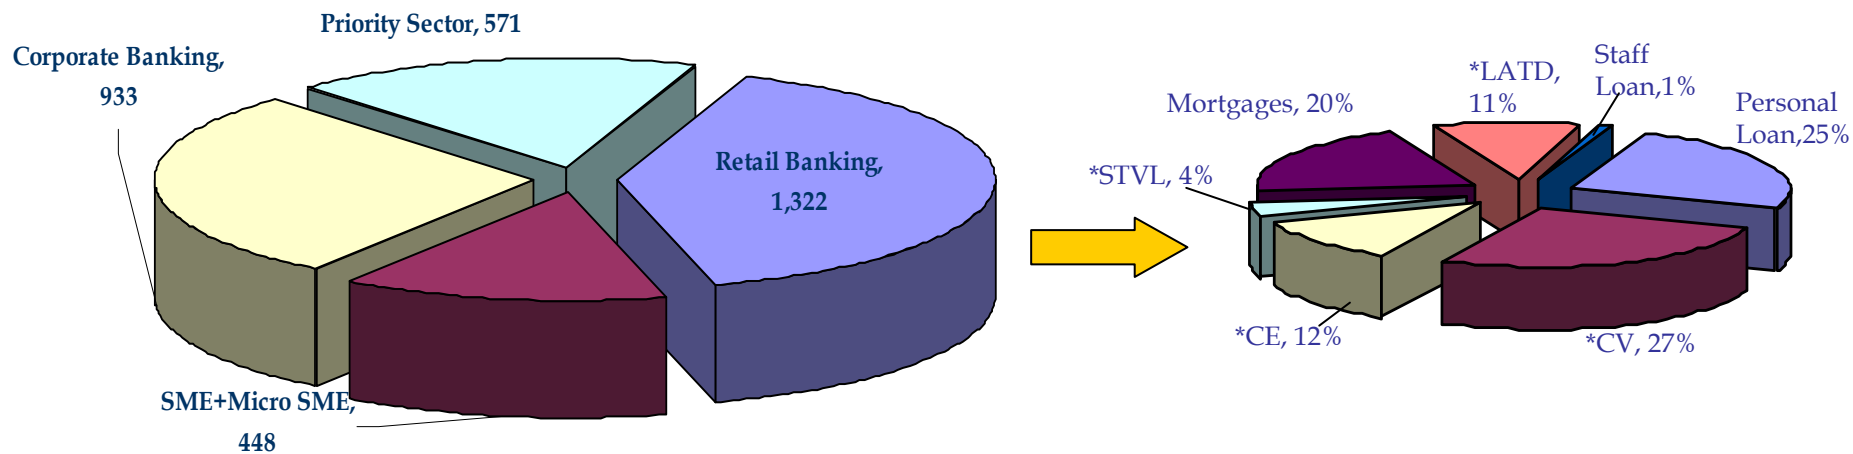 Priority Sector, 571
Corporate Banking,
933
Retail Banking,
1,322
SME+Micro SME,
448
Mortgages, 20%
*LATD,
11%
Staff
Loan,1%
Personal
Loan,25%
*STVL, 4%
*CE, 12%
*CV, 27%